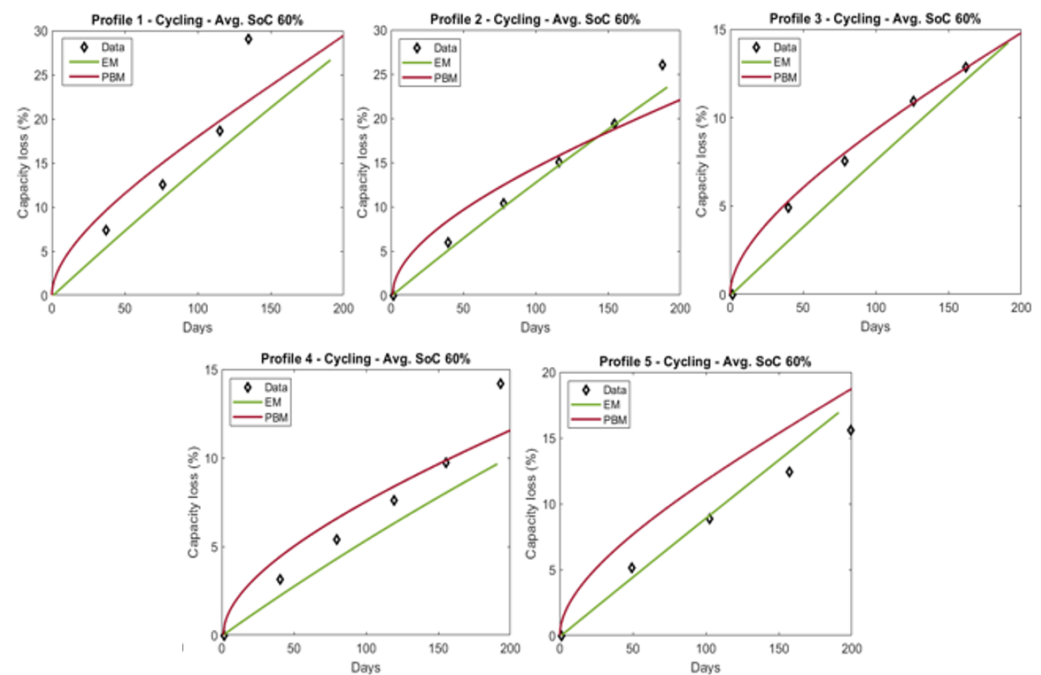 Profile 1 - Cycling - Avg. SoC 60%
30
25
20
15
10
5
0
Capacity loss (%)
Data
EM
PBM
0 50 100 150 200
Days
Profile 2 - Cycling - Avg. SoC 60%
30
25
20
15
10
5
0
Capacity loss (%)
Data
EM
PBM
0 50 100 150 200
Days
Profile 3 - Cycling - Avg. SoC 60%
15
10
5
0
Capacity loss (%)
Data
EM
PBM
0 50 100 150 200
Days
Profile 4 - Cycling - Avg. SoC 60%
15
10
5
0
Capacity loss (%)
Data
EM
PBM
0 50 100 150 200
Days
Profile 5 - Cycling - Avg. SoC 60%
20
15
10
5
0
Capacity loss (%)
Data
EM
PBM
0 50 100 150 200
Days